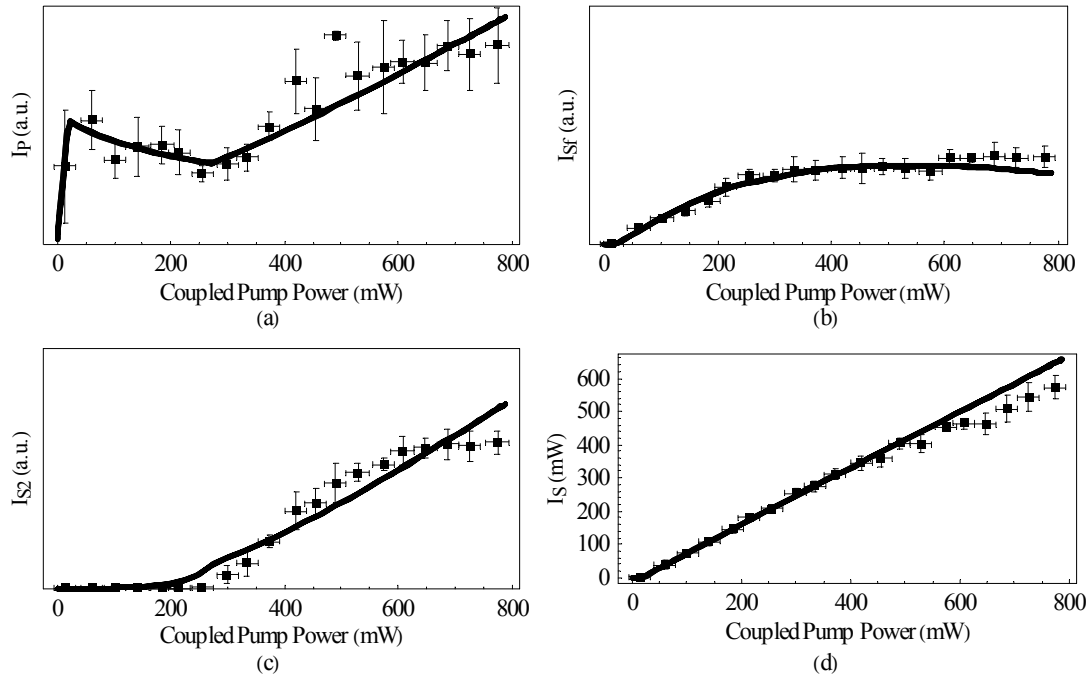 I_P (a.u.)
0 200 400 600 800
Coupled Pump Power (mW)
(a)
I_Sf (a.u.)
0 200 400 600 800
Coupled Pump Power (mW)
(b)
I_S2 (a.u.)
0 200 400 600 800
Coupled Pump Power (mW)
(c)
I_S (mW)
600
500
400
300
200
100
0
0 200 400 600 800
Coupled Pump Power (mW)
(d)